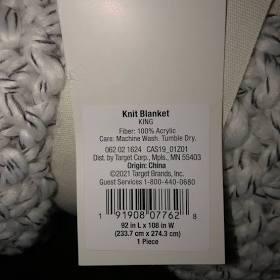 Knit Blanket
KING
Fiber: 100% Acrylic
Care: Machine Wash. Tumble Dry.
062 02 1624 CAS19_01Z01
Dist. by Target Corp., Mpls., MN 55403
Origin: China
©2021 Target Brands, Inc.
Guest Services 1-800-440-0680
1 91908 07762 8
92 in L x 108 in W
(233.7 cm x 274.3 cm)
1 Piece